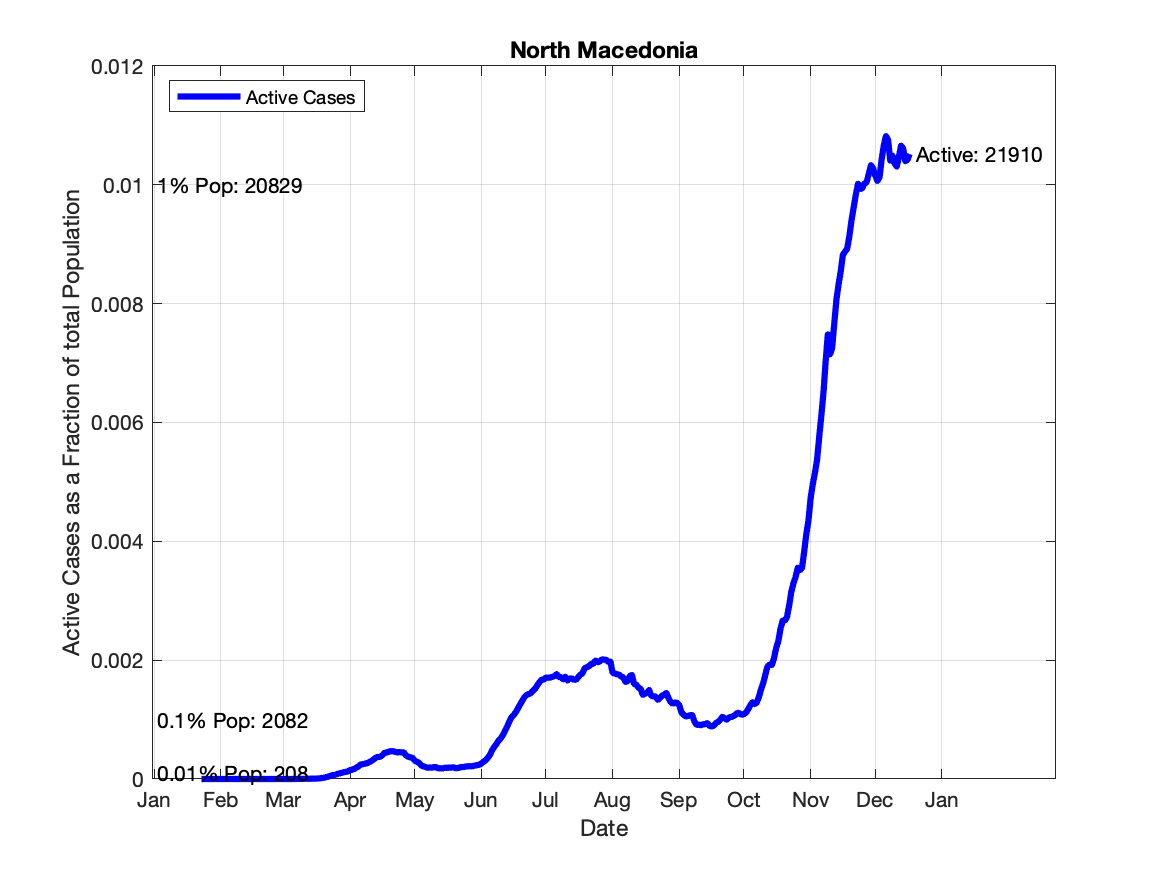 North Macedonia
Active Cases
0.012
0.01
0.008
0.006
0.004
0.002
0
Active Cases as a Fraction of total Population
1% Pop: 20829
0.1% Pop: 2082
0.01% Pop: 208
Active: 21910
Jan Feb Mar Apr May Jun Jul Aug Sep Oct Nov Dec Jan
Date